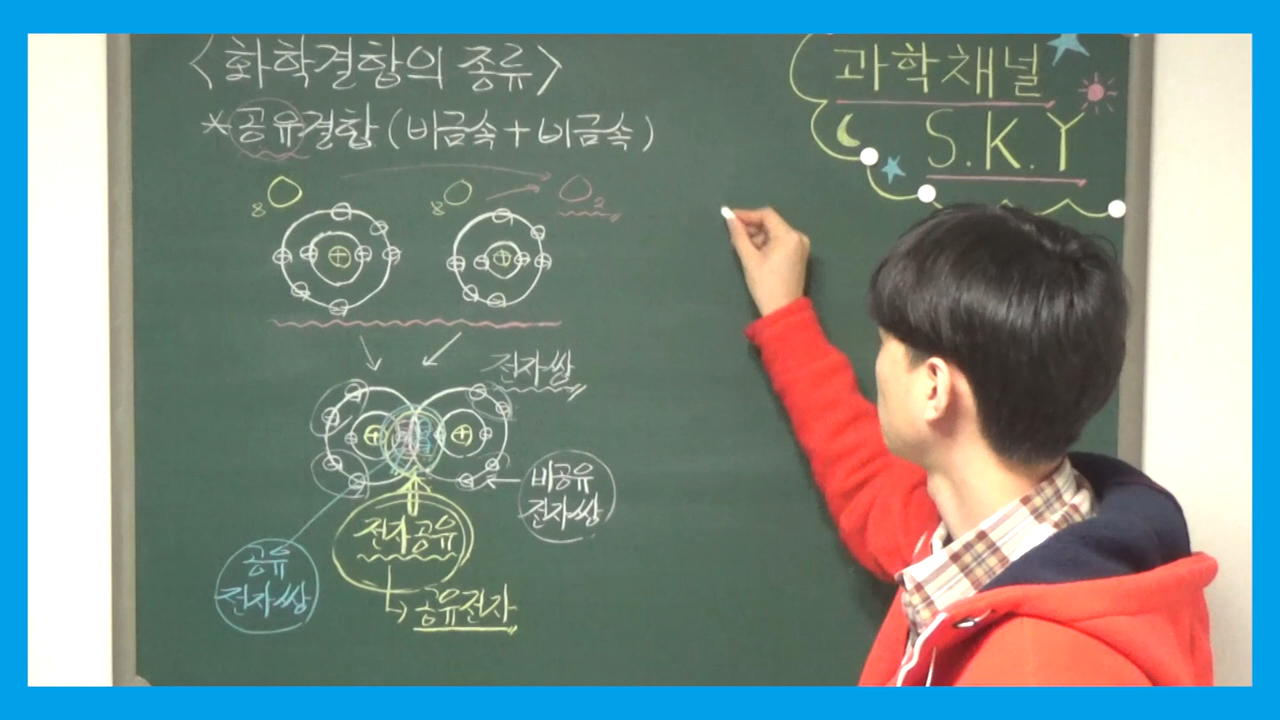 <화학결합의 종류>
*공유결합 (비금속 + 비금속)
₈O ₈O → O₂
전자쌍
비공유
전자쌍
전자공유
공유전자
공유
전자쌍
과학채널
S.K.Y